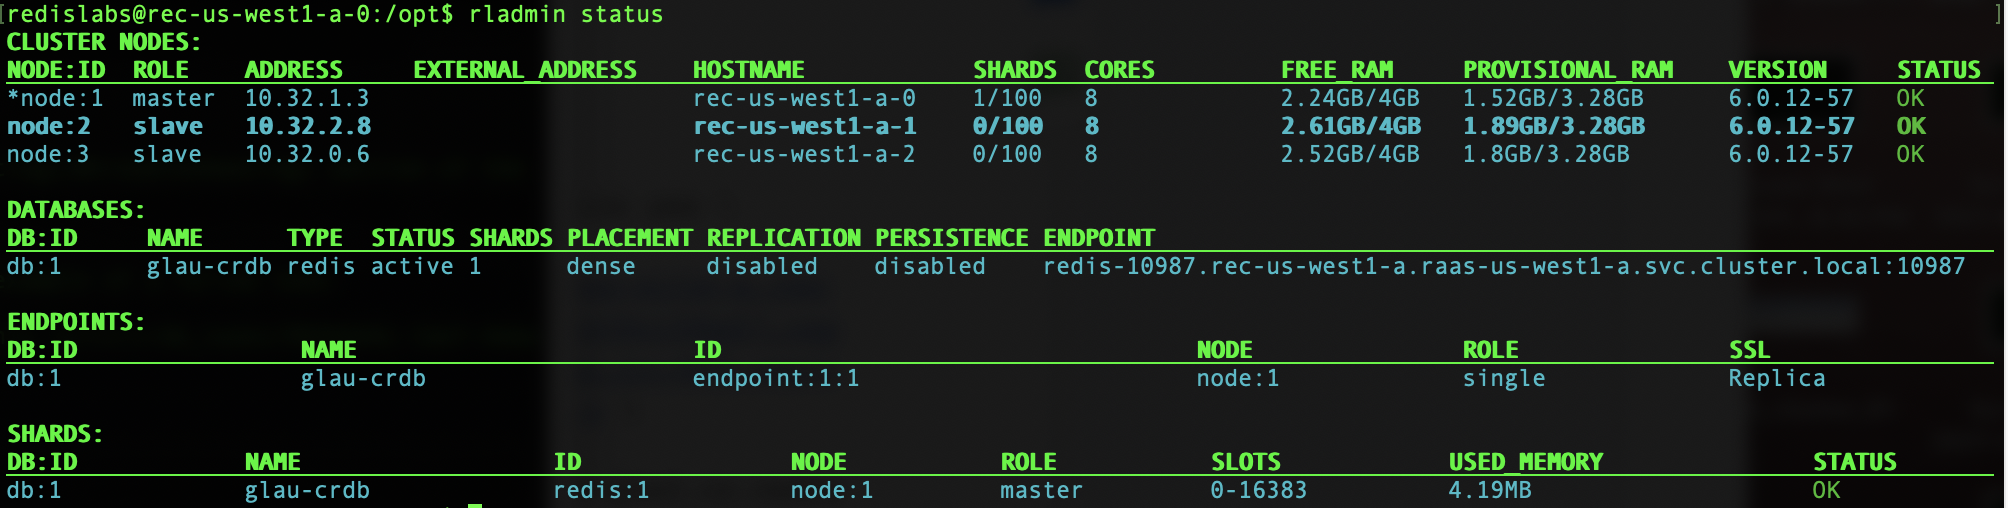 [redislabs@rec-us-west1-a-0:/opt$ rladmin status ]
CLUSTER NODES:
NODE:ID ROLE ADDRESS EXTERNAL_ADDRESS HOSTNAME SHARDS CORES FREE_RAM PROVISIONAL_RAM VERSION STATUS
*node:1 master 10.32.1.3 rec-us-west1-a-0 1/100 8 2.24GB/4GB 1.52GB/3.28GB 6.0.12-57 OK
node:2 slave 10.32.2.8 rec-us-west1-a-1 0/100 8 2.61GB/4GB 1.89GB/3.28GB 6.0.12-57 OK
node:3 slave 10.32.0.6 rec-us-west1-a-2 0/100 8 2.52GB/4GB 1.8GB/3.28GB 6.0.12-57 OK
DATABASES:
DB:ID NAME TYPE STATUS SHARDS PLACEMENT REPLICATION PERSISTENCE ENDPOINT
db:1 glau-crdb redis active 1 dense disabled disabled redis-10987.rec-us-west1-a.raas-us-west1-a.svc.cluster.local:10987
ENDPOINTS:
DB:ID NAME ID NODE ROLE SSL
db:1 glau-crdb endpoint:1:1 node:1 single Replica
SHARDS:
DB:ID NAME ID NODE ROLE SLOTS USED_MEMORY STATUS
db:1 glau-crdb redis:1 node:1 master 0-16383 4.19MB OK